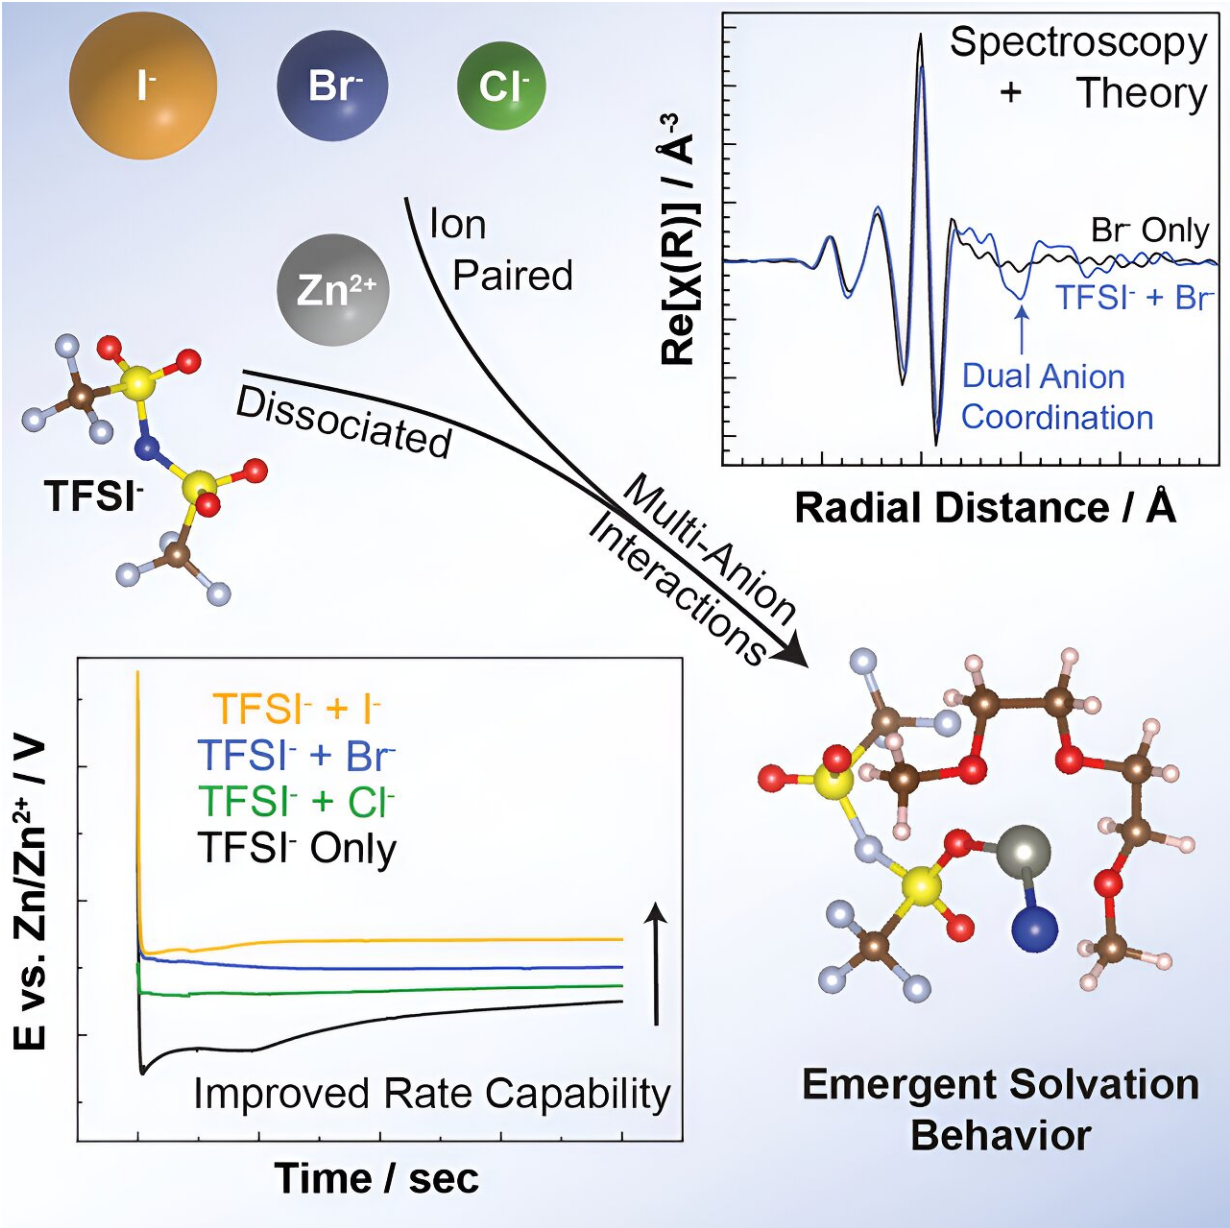 I⁻
Br⁻
Cl⁻
Zn²⁺
Ion
Paired
Dissociated
TFSI⁻
Multi-Anion
Interactions
Spectroscopy
+ Theory
Re[χ(R)] / Å⁻³
Br⁻ Only
TFSI⁻ + Br⁻
Dual Anion
Coordination
Radial Distance / Å
E vs. Zn/Zn²⁺ / V
TFSI⁻ + I⁻
TFSI⁻ + Br⁻
TFSI⁻ + Cl⁻
TFSI⁻ Only
Improved Rate Capability
Time / sec
Emergent Solvation
Behavior